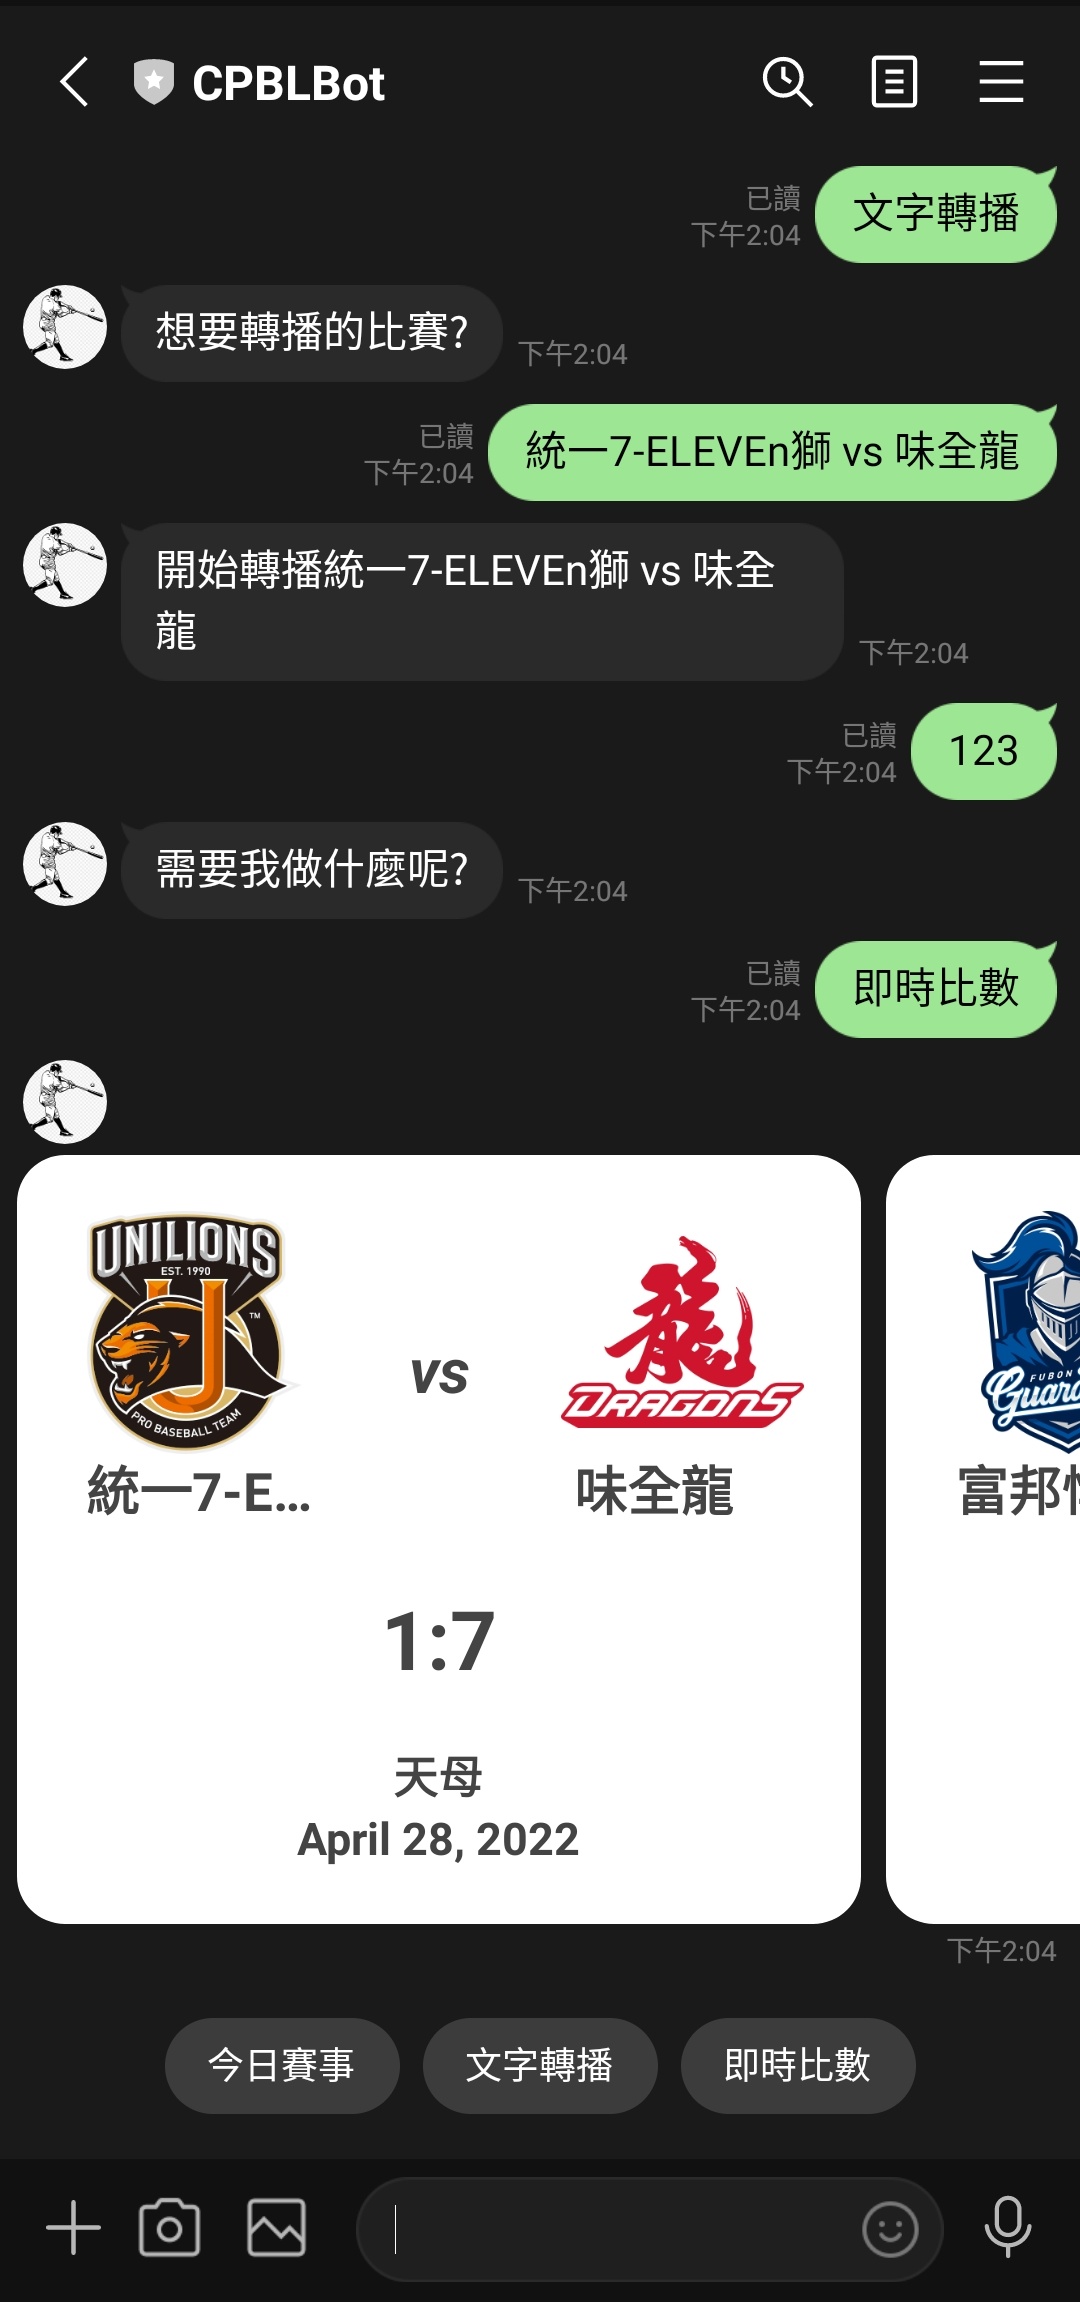 CPBLBot
已讀
下午2:04
文字轉播
想要轉播的比賽?
下午2:04
已讀
下午2:04
統一7-ELEVEn獅 vs 味全龍
開始轉播統一7-ELEVEn獅 vs 味全
龍
下午2:04
已讀
下午2:04
123
需要我做什麼呢?
下午2:04
已讀
下午2:04
即時比數
UNILIONS
EST. 1990
TM
PRO BASEBALL TEAM
vs
龍
DRAGONS
FUBON
統一7-E...
味全龍
富邦
1:7
天母
April 28, 2022
下午2:04
今日賽事
文字轉播
即時比數